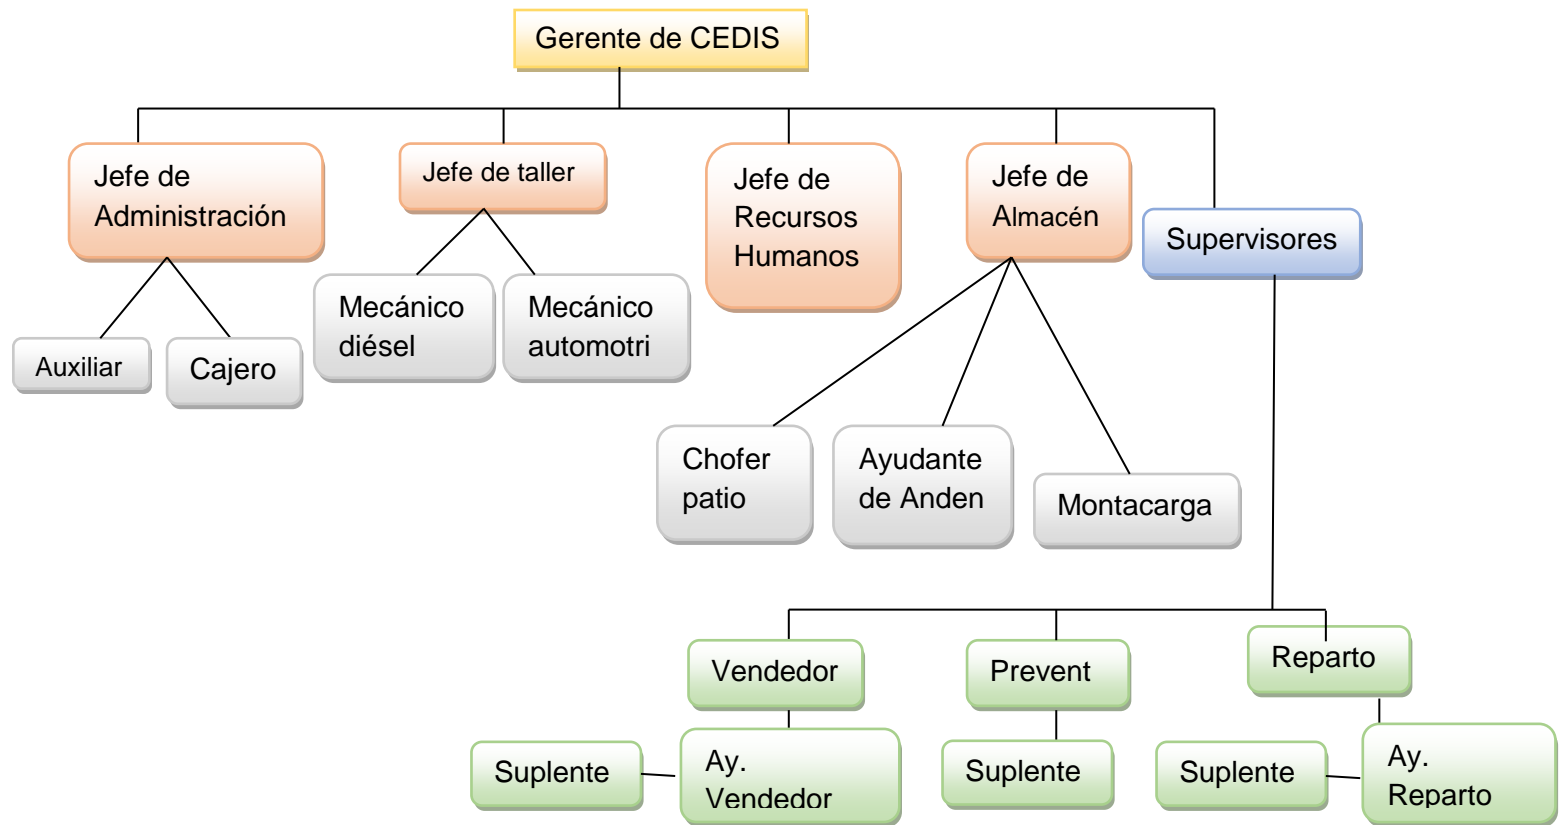 Gerente de CEDIS
Jefe de
Administración
Jefe de taller
Jefe de
Recursos
Humanos
Jefe de
Almacén
Supervisores
Auxiliar
Cajero
Mecánico
diésel
Mecánico
automotri
Chofer
patio
Ayudante
de Anden
Montacarga
Vendedor
Prevent
Reparto
Suplente
Ay.
Vendedor
Suplente
Suplente
Ay.
Reparto